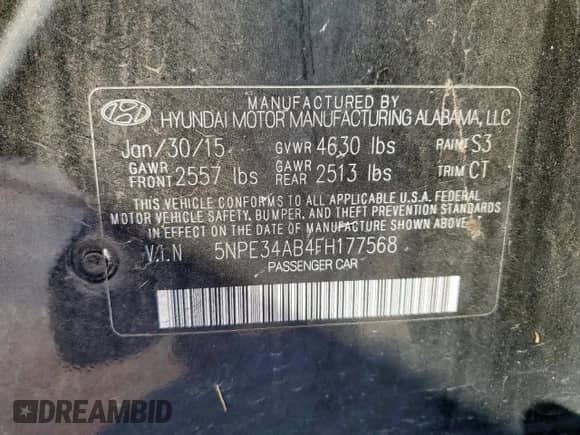 MANUFACTURED BY
HYUNDAI MOTOR MANUFACTURING ALABAMA, LLC
Jan/30/15 GVWR 4630 lbs PAINT S3
GAWR FRONT 2557 lbs GAWR REAR 2513 lbs TRIM CT
THIS VEHICLE CONFORMS TO ALL APPLICABLE U.S.A. FEDERAL
MOTOR VEHICLE SAFETY, BUMPER, AND THEFT PREVENTION STANDARDS
IN EFFECT ON THE DATE OF MANUFACTURE SHOWN ABOVE.
V.I.N 5NPE34AB4FH177568
PASSENGER CAR
DREAMBID